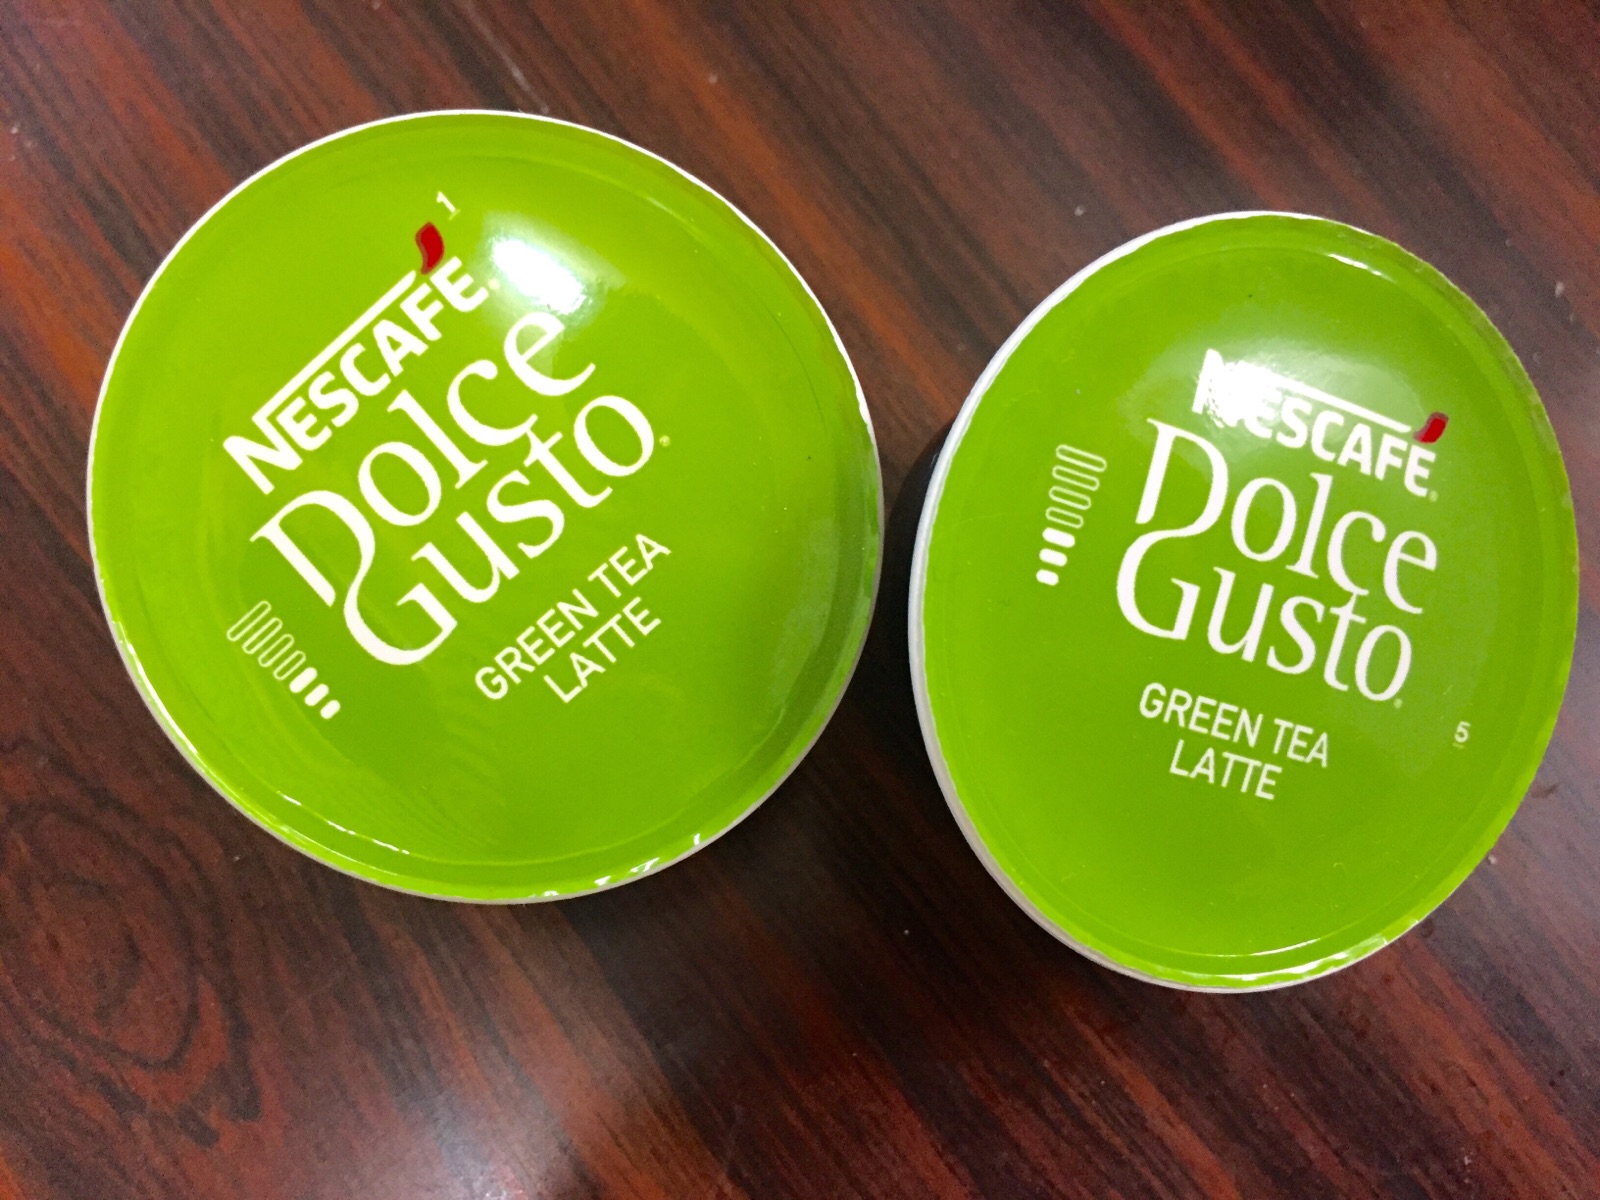 1
NESCAFÉ®
Dolce
Gusto®
GREEN TEA
LATTE
NESCAFÉ®
Dolce
Gusto®
5
GREEN TEA
LATTE